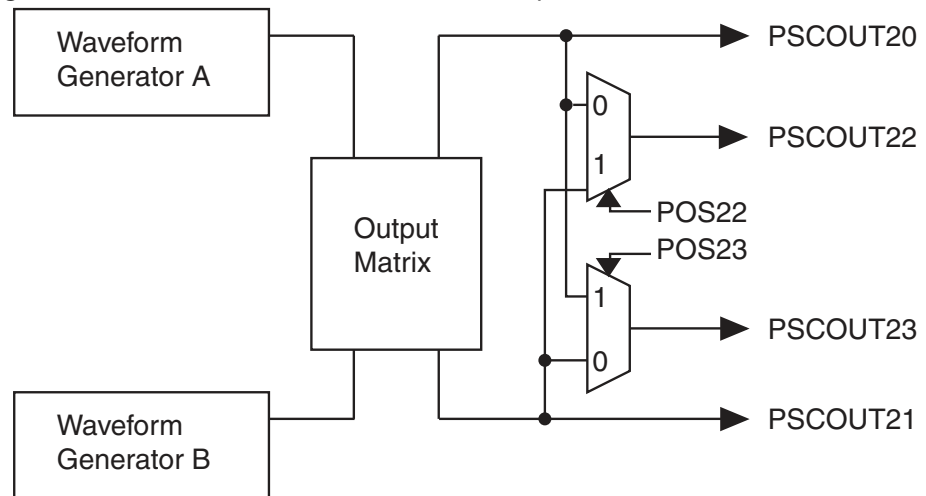 Waveform
Generator A
PSCOUT20
0
PSCOUT22
1
Output
Matrix
POS22
POS23
1
PSCOUT23
0
Waveform
Generator B
PSCOUT21